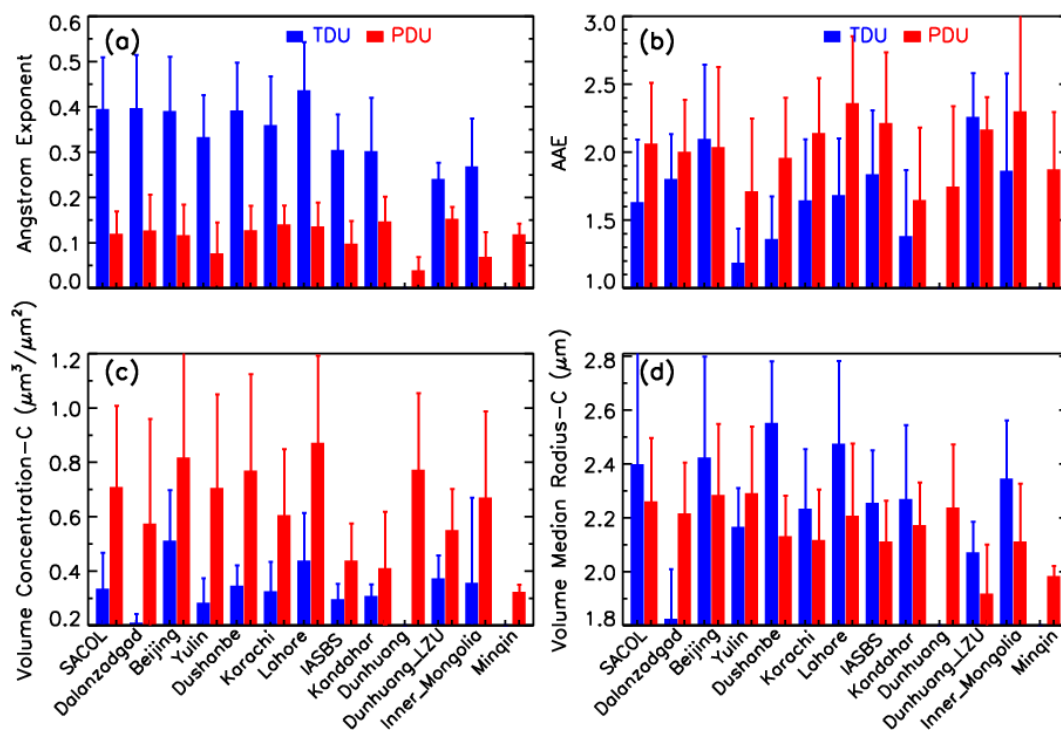 (a)
TDU PDU
Angstrom Exponent
0.6
0.5
0.4
0.3
0.2
0.1
0.0
(b)
TDU PDU
AAE
3.0
2.5
2.0
1.5
1.0
(c)
Volume Concentration-C (μm³/μm²)
1.2
1.0
0.8
0.6
0.4
0.2
SACOL
Dalanzadgad
Beijing
Yulin
Dushanbe
Karachi
Lahore
IASBS
Kandahar
Dunhuang
Dunhuang_LZU
Inner_Mongolia
Minqin
(d)
Volume Median Radius-C (μm)
2.8
2.6
2.4
2.2
2.0
1.8
SACOL
Dalanzadgad
Beijing
Yulin
Dushanbe
Karachi
Lahore
IASBS
Kandahar
Dunhuang
Dunhuang_LZU
Inner_Mongolia
Minqin